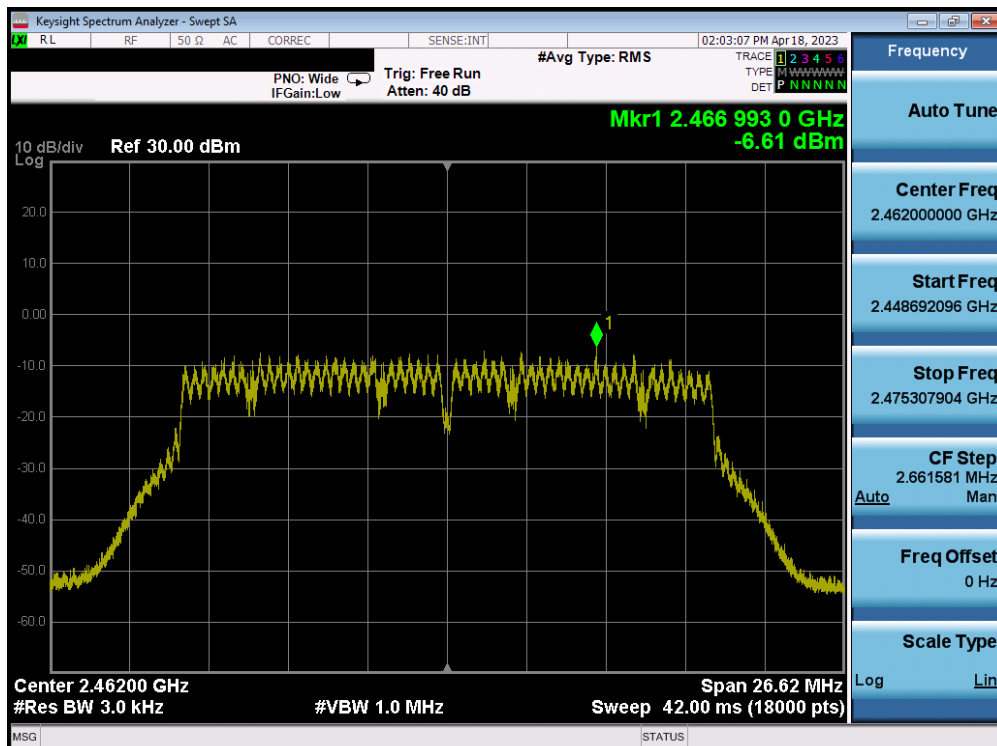 Keysight Spectrum Analyzer - Swept SA
LXI RL RF 50 Ω AC CORREC SENSE:INT 02:03:07 PM Apr 18, 2023
PNO: Wide
IFGain:Low
Trig: Free Run
Atten: 40 dB
#Avg Type: RMS
TRACE 1 2 3 4 5 6
TYPE M WWWWW
DET P N N N N N
Frequency
Mkr1 2.466 993 0 GHz
-6.61 dBm
10 dB/div Ref 30.00 dBm
Log
20.0
10.0
0.00
-10.0
-20.0
-30.0
-40.0
-50.0
-60.0
1
Center 2.46200 GHz Span 26.62 MHz
#Res BW 3.0 kHz #VBW 1.0 MHz Sweep 42.00 ms (18000 pts)
Auto Tune
Center Freq
2.462000000 GHz
Start Freq
2.448692096 GHz
Stop Freq
2.475307904 GHz
CF Step
2.661581 MHz
Auto Man
Freq Offset
0 Hz
Scale Type
Log Lin
MSG STATUS